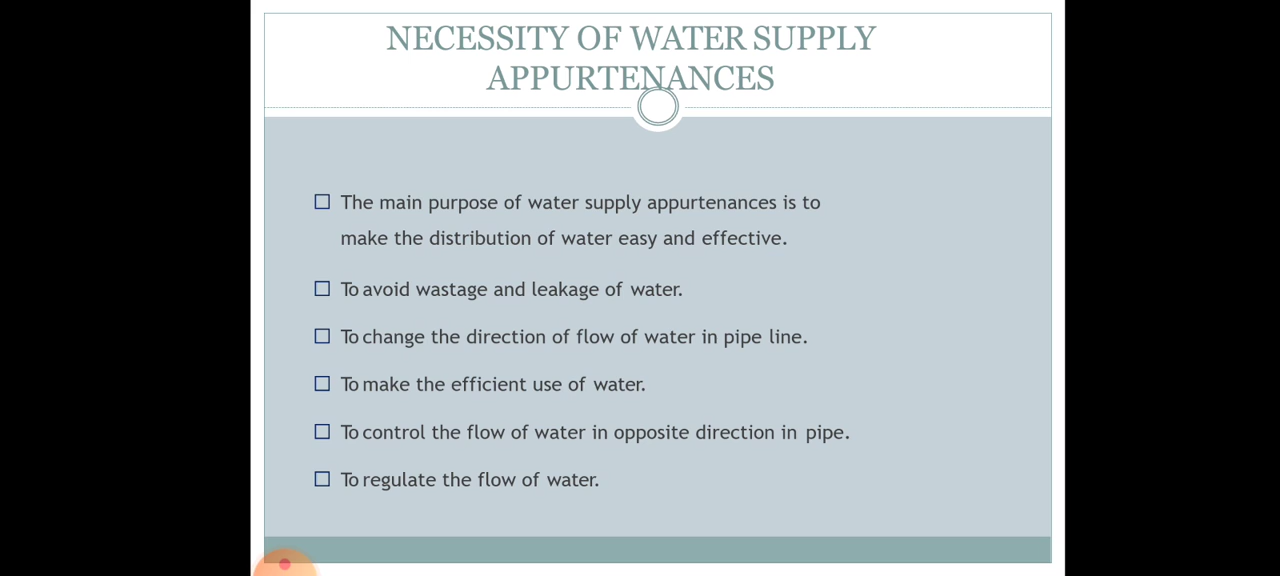 NECESSITY OF WATER SUPPLY
APPURTENANCES
The main purpose of water supply appurtenances is to
make the distribution of water easy and effective.
To avoid wastage and leakage of water.
To change the direction of flow of water in pipe line.
To make the efficient use of water.
To control the flow of water in opposite direction in pipe.
To regulate the flow of water.